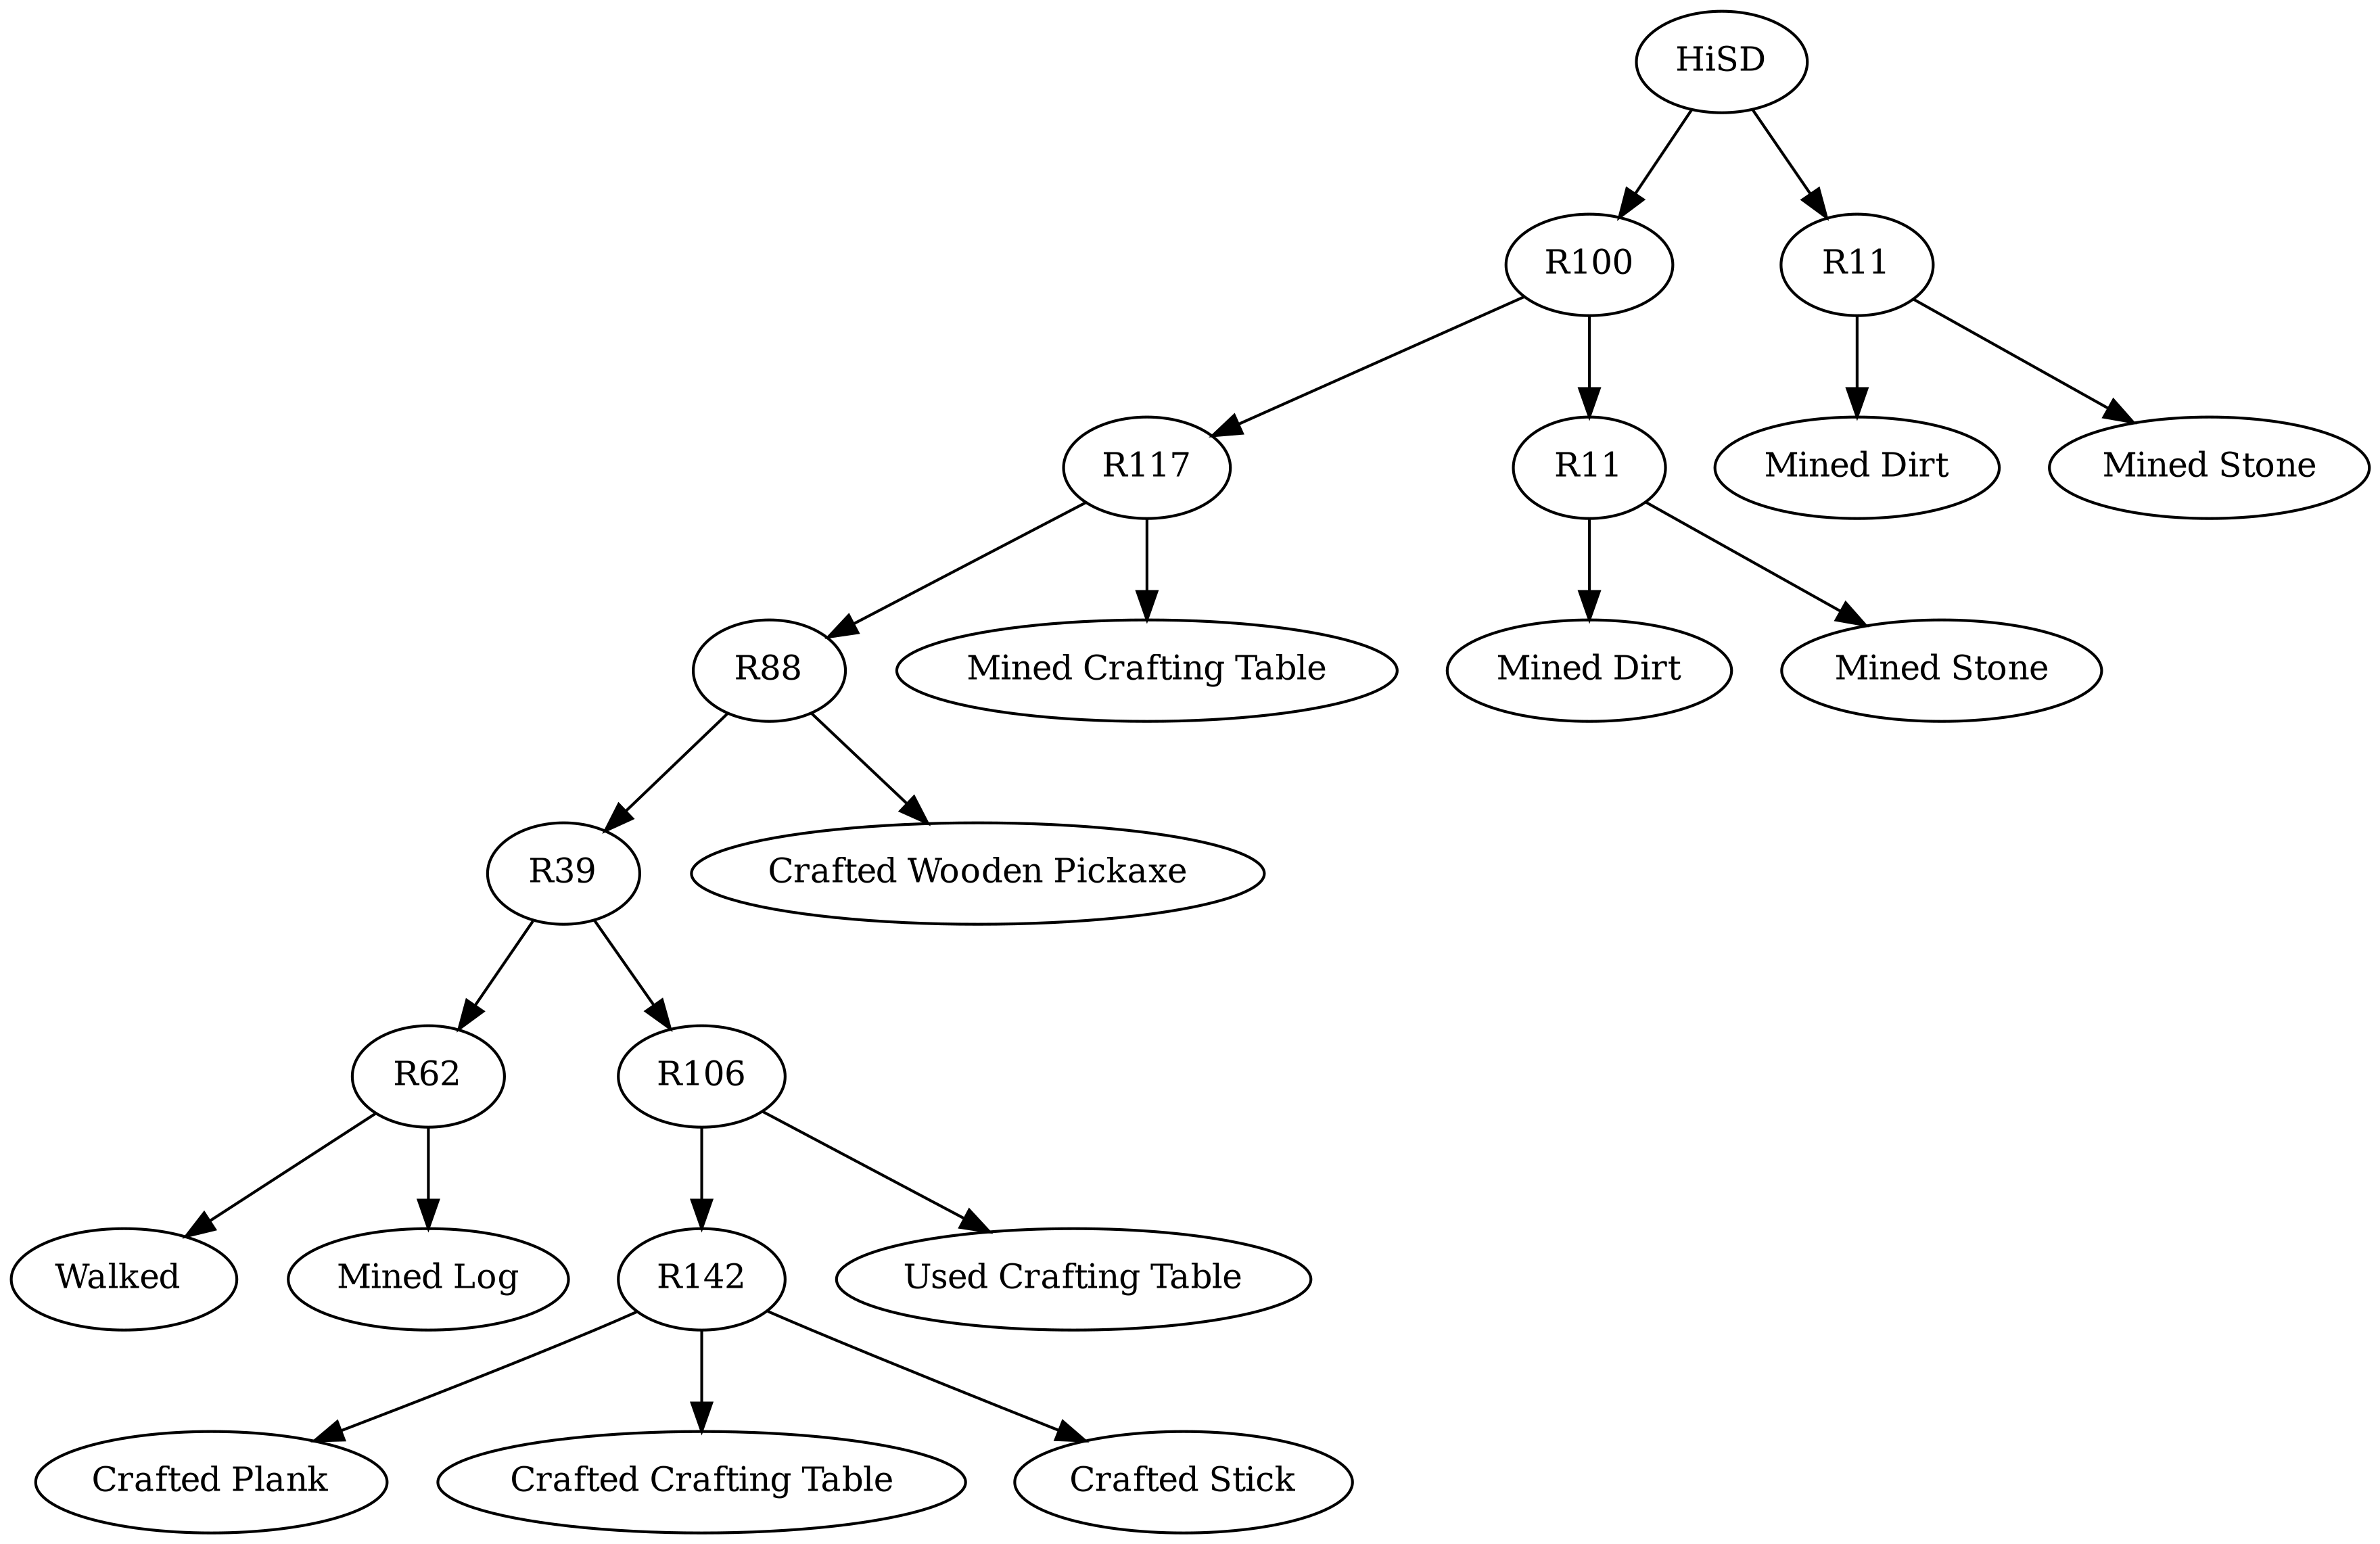 HiSD
R100
R11
R117
R11
Mined Dirt
Mined Stone
R88
Mined Crafting Table
Mined Dirt
Mined Stone
R39
Crafted Wooden Pickaxe
R62
R106
Walked
Mined Log
R142
Used Crafting Table
Crafted Plank
Crafted Crafting Table
Crafted Stick